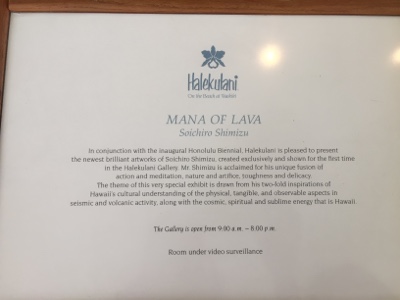 Halekulani
On the Beach at Waikiki
MANA OF LAVA
Soichiro Shimizu
In conjunction with the inaugural Honolulu Biennial, Halekulani is pleased to present
the newest brilliant artworks of Soichiro Shimizu, created exclusively and shown for the first time
in the Halekulani Gallery. Mr. Shimizu is acclaimed for his unique fusion of
action and meditation, nature and artifice, toughness and delicacy.
The theme of this very special exhibit is drawn from his two-fold inspirations of
Hawaii's cultural understanding of the physical, tangible, and observable aspects in
seismic and volcanic activity, along with the cosmic, spiritual and sublime energy that is Hawaii.
The Gallery is open from 9:00 a.m. – 8:00 p.m.
Room under video surveillance